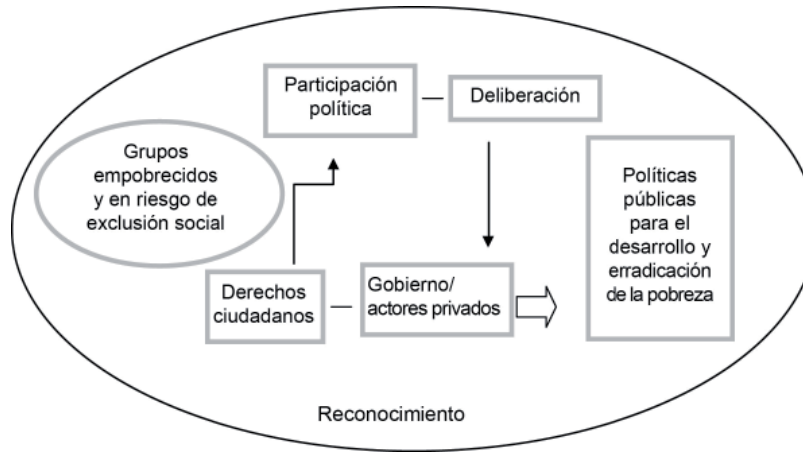 Participación
política
Deliberación
Grupos
empobrecidos
y en riesgo de
exclusión social
Políticas
públicas
para el
desarrollo y
erradicación
de la pobreza
Derechos
ciudadanos
Gobierno/
actores privados
Reconocimiento